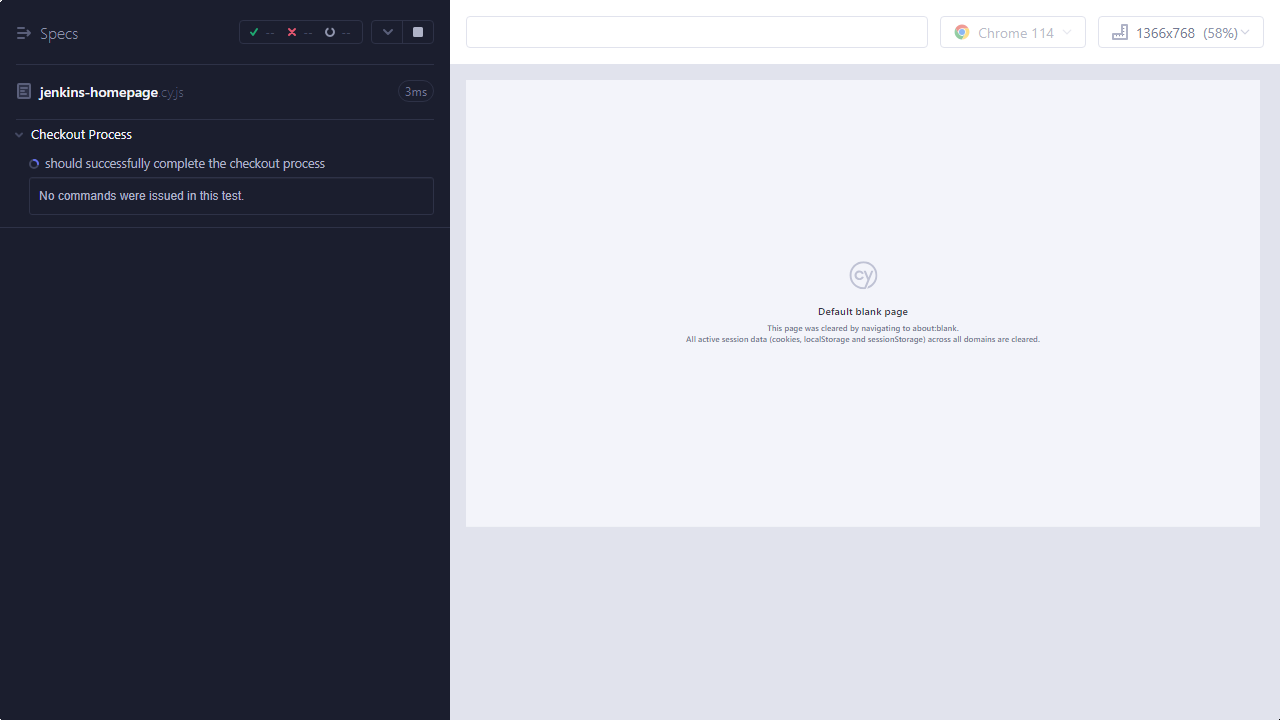 Specs
-- -- --
jenkins-homepage.cy.js 3ms
Checkout Process
should successfully complete the checkout process
No commands were issued in this test.
Chrome 114
1366x768 (58%)
cy
Default blank page
This page was cleared by navigating to about:blank.
All active session data (cookies, localStorage and sessionStorage) across all domains are cleared.